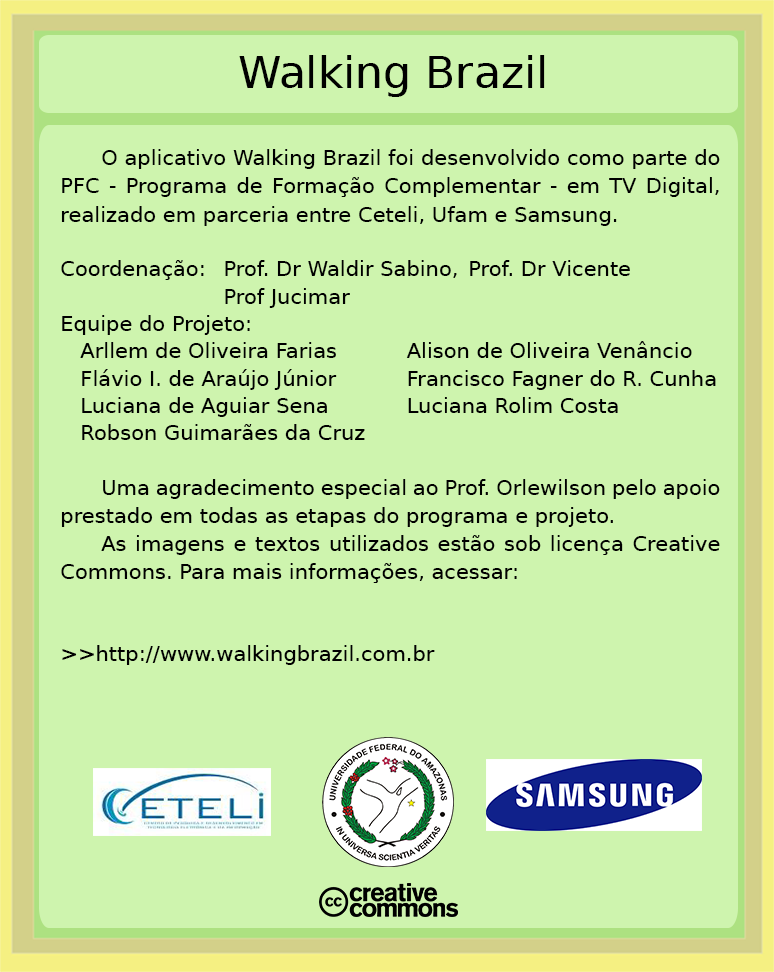 Walking Brazil
O aplicativo Walking Brazil foi desenvolvido como parte do
PFC - Programa de Formação Complementar - em TV Digital,
realizado em parceria entre Ceteli, Ufam e Samsung.
Coordenação: Prof. Dr Waldir Sabino, Prof. Dr Vicente
Prof Jucimar
Equipe do Projeto:
Arllem de Oliveira Farias Alison de Oliveira Venâncio
Flávio I. de Araújo Júnior Francisco Fagner do R. Cunha
Luciana de Aguiar Sena Luciana Rolim Costa
Robson Guimarães da Cruz
Uma agradecimento especial ao Prof. Orlewilson pelo apoio
prestado em todas as etapas do programa e projeto.
As imagens e textos utilizados estão sob licença Creative
Commons. Para mais informações, acessar:
>>http://www.walkingbrazil.com.br
CETELI
UNIVERSIDADE FEDERAL DO AMAZONAS
IN UNIVERSA SCIENTIA VERITAS
SAMSUNG
cc creative
commons